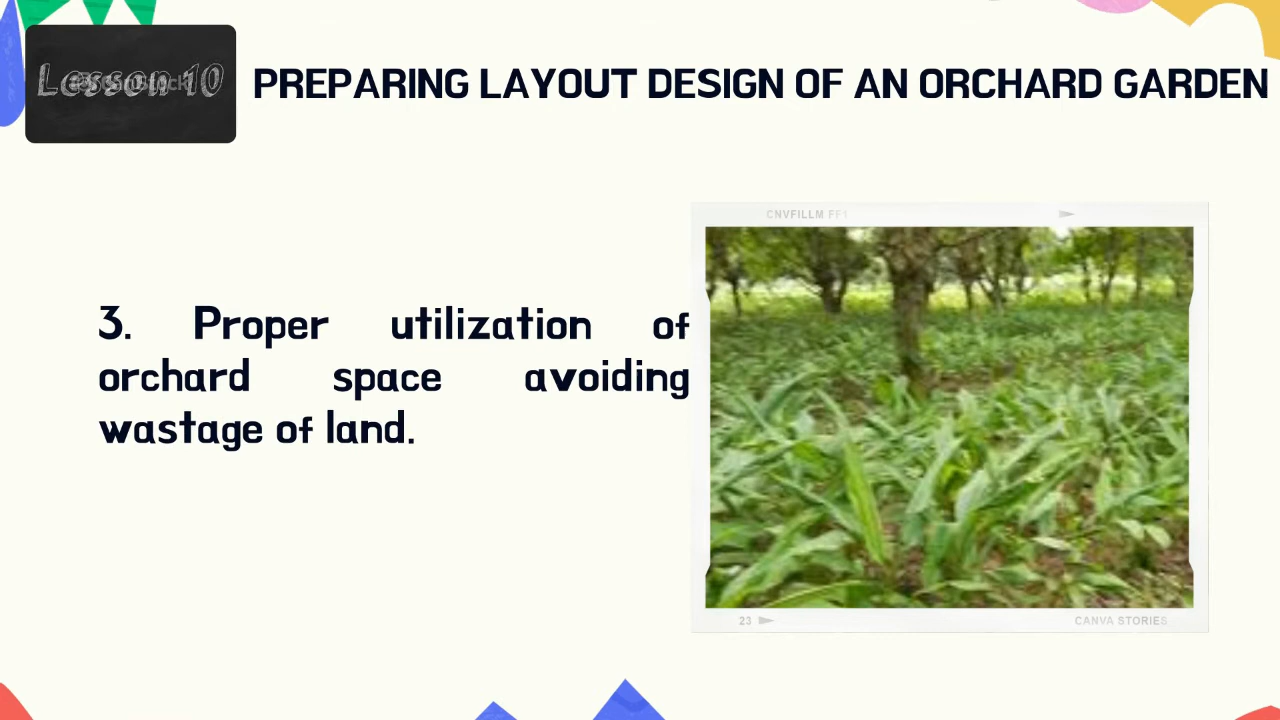 Lesson 10
PREPARING LAYOUT DESIGN OF AN ORCHARD GARDEN
CNVFILLM FF1
3. Proper utilization of
orchard space avoiding
wastage of land.
23
CANVA STORIES